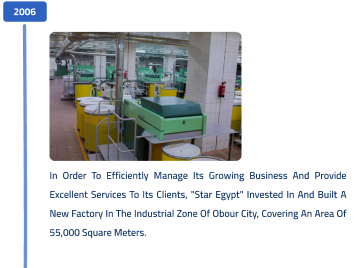 2006
In Order To Efficiently Manage Its Growing Business And Provide
Excellent Services To Its Clients, "Star Egypt" Invested In And Built A
New Factory In The Industrial Zone Of Obour City, Covering An Area Of
55,000 Square Meters.